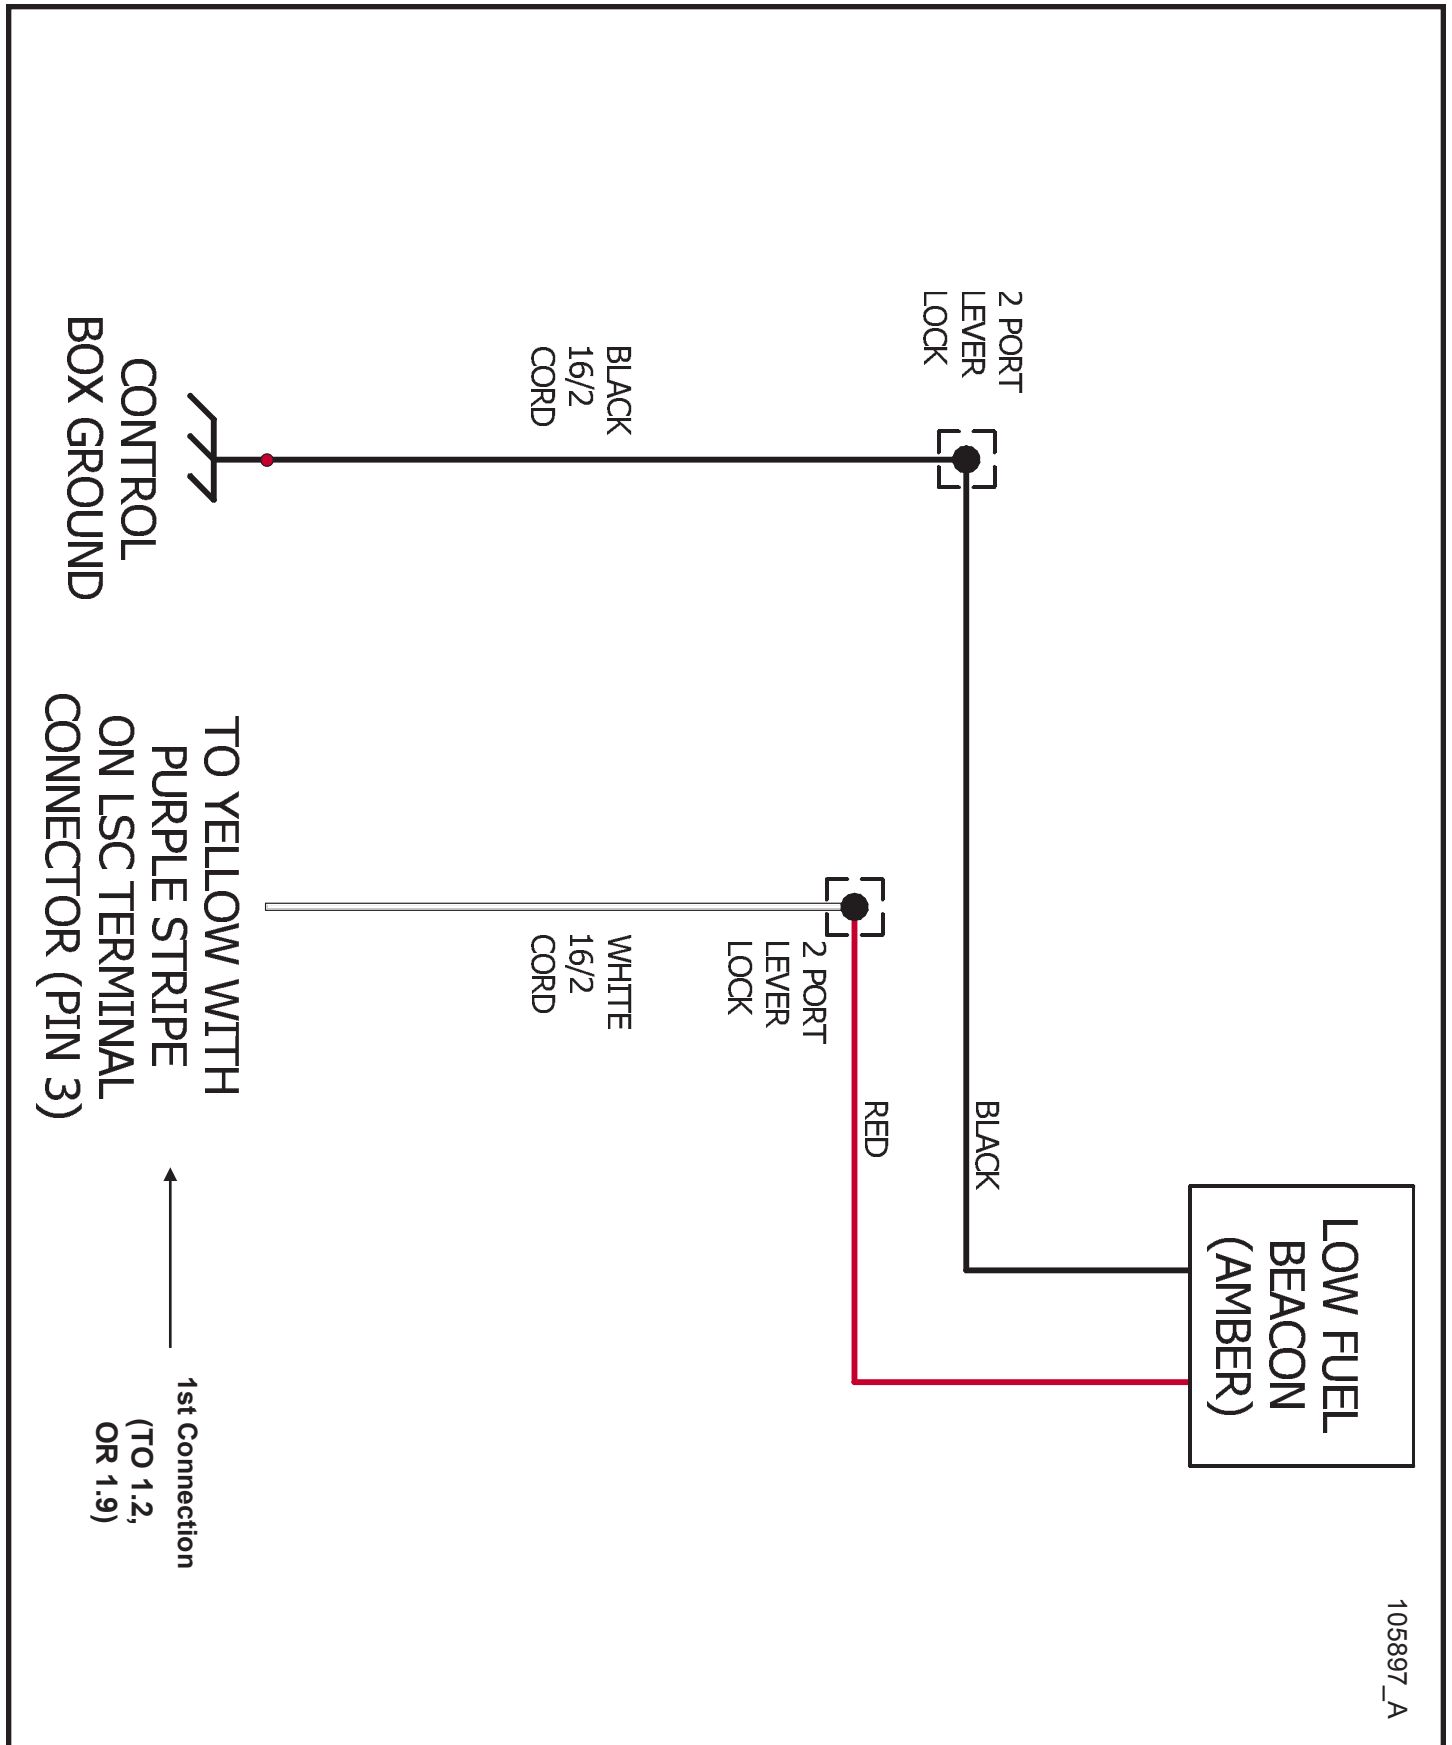 105897_A
LOW FUEL
BEACON
(AMBER)
2 PORT
LEVER
LOCK
BLACK
RED
2 PORT
LEVER
LOCK
BLACK
16/2
CORD
WHITE
16/2
CORD
CONTROL
BOX GROUND
TO YELLOW WITH
PURPLE STRIPE
ON LSC TERMINAL
CONNECTOR (PIN 3)
1st Connection
(TO 1.2,
OR 1.9)